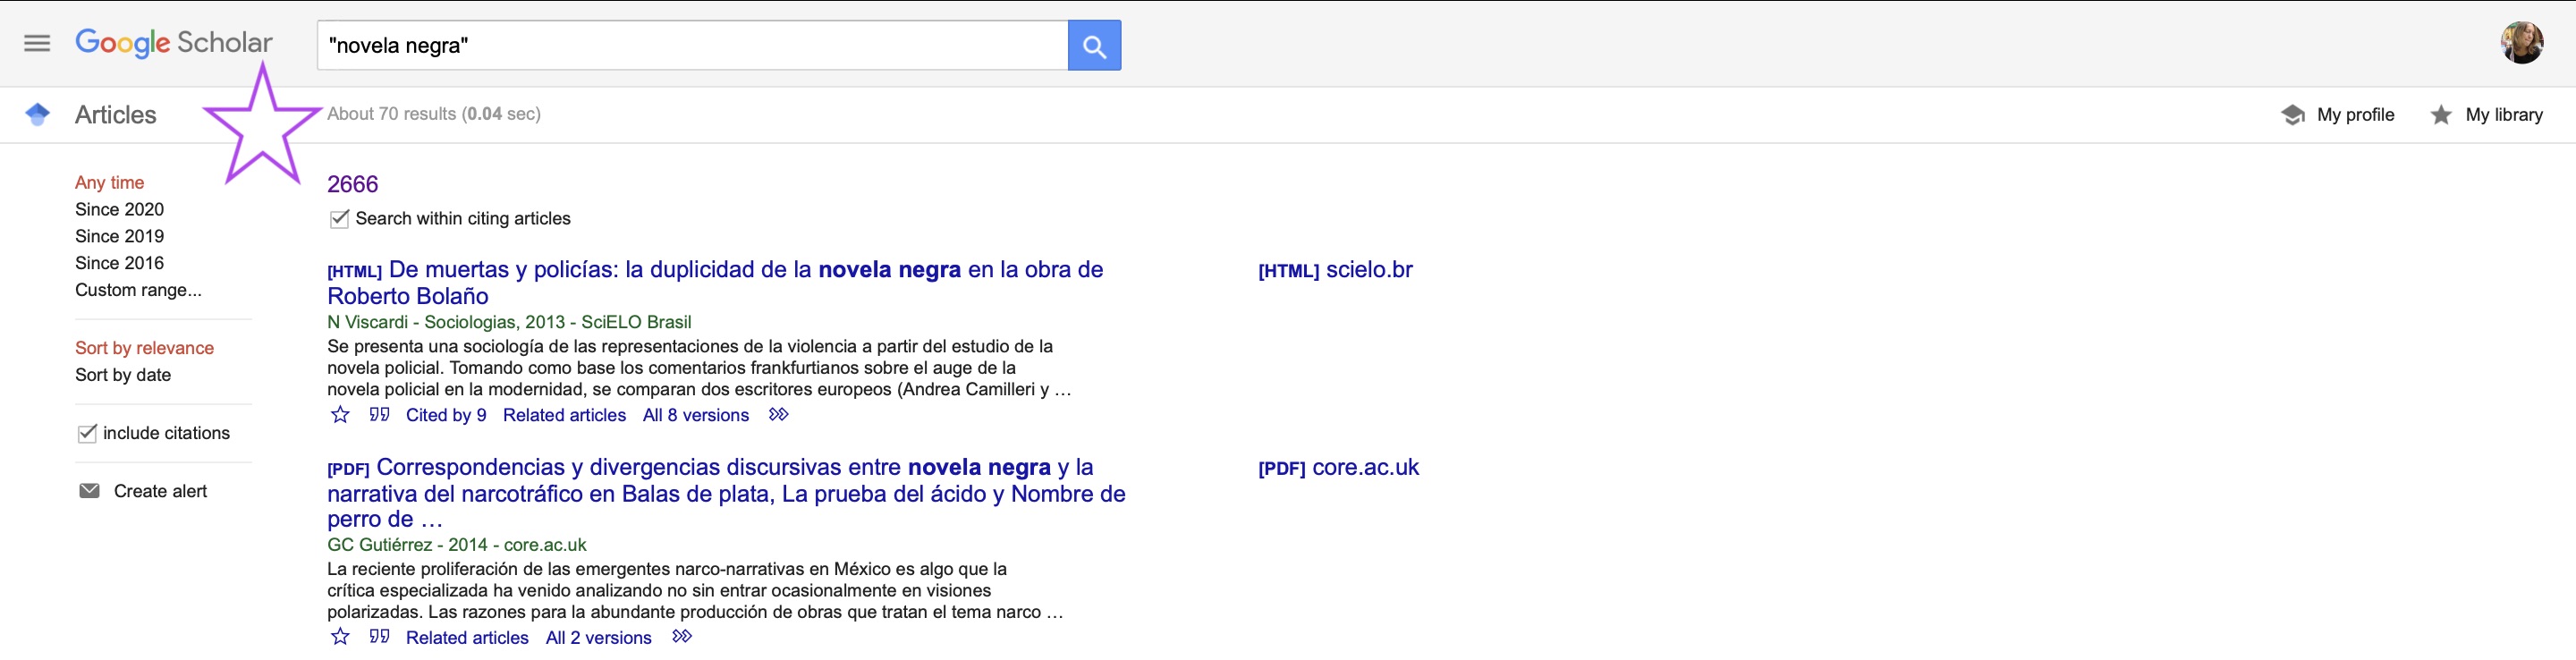 Google Scholar
"novela negra"
Articles
About 70 results (0.04 sec)
My profile
My library
Any time
Since 2020
Since 2019
Since 2016
Custom range...
Sort by relevance
Sort by date
include citations
Create alert
2666
Search within citing articles
[HTML] De muertas y policías: la duplicidad de la novela negra en la obra de
Roberto Bolaño
[HTML] scielo.br
N Viscardi - Sociologias, 2013 - SciELO Brasil
Se presenta una sociología de las representaciones de la violencia a partir del estudio de la
novela policial. Tomando como base los comentarios frankfurtianos sobre el auge de la
novela policial en la modernidad, se comparan dos escritores europeos (Andrea Camilleri y …
Cited by 9 Related articles All 8 versions
[PDF] Correspondencias y divergencias discursivas entre novela negra y la
narrativa del narcotráfico en Balas de plata, La prueba del ácido y Nombre de
perro de …
[PDF] core.ac.uk
GC Gutiérrez - 2014 - core.ac.uk
La reciente proliferación de las emergentes narco-narrativas en México es algo que la
crítica especializada ha venido analizando no sin entrar ocasionalmente en visiones
polarizadas. Las razones para la abundante producción de obras que tratan el tema narco …
Related articles All 2 versions